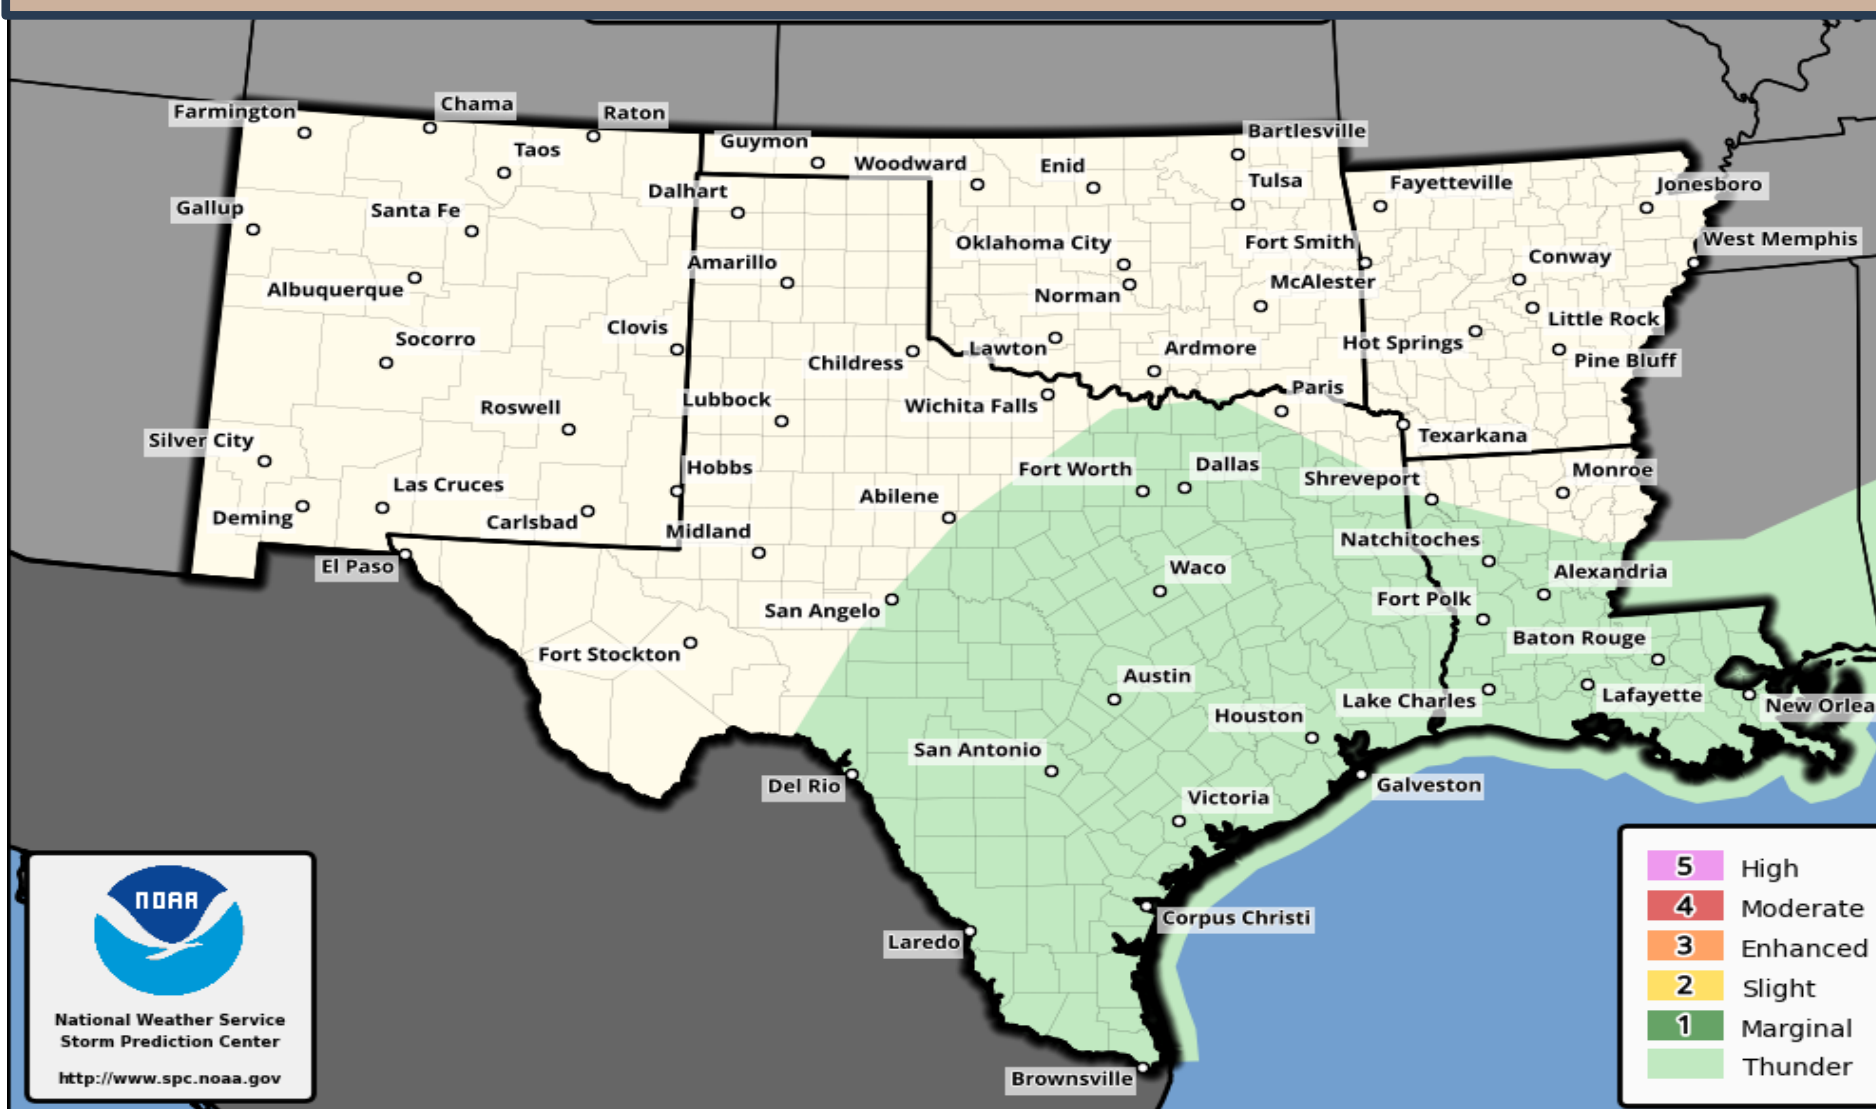 Farmington
Chama
Raton
Taos
Guymon
Woodward
Enid
Bartlesville
Tulsa
Fayetteville
Jonesboro
Gallup
Santa Fe
Dalhart
Oklahoma City
Fort Smith
West Memphis
Conway
Albuquerque
Amarillo
Norman
McAlester
Little Rock
Socorro
Clovis
Childress
Lawton
Ardmore
Hot Springs
Pine Bluff
Roswell
Lubbock
Wichita Falls
Paris
Silver City
Texarkana
Hobbs
Fort Worth
Dallas
Shreveport
Monroe
Las Cruces
Deming
Carlsbad
Midland
Abilene
Natchitoches
El Paso
Waco
Alexandria
San Angelo
Fort Polk
Fort Stockton
Baton Rouge
Austin
Lake Charles
Lafayette
New Orlea
Houston
San Antonio
Del Rio
Galveston
Victoria
Corpus Christi
Laredo
Brownsville
NOAA
National Weather Service
Storm Prediction Center
http://www.spc.noaa.gov
5 High
4 Moderate
3 Enhanced
2 Slight
1 Marginal
Thunder